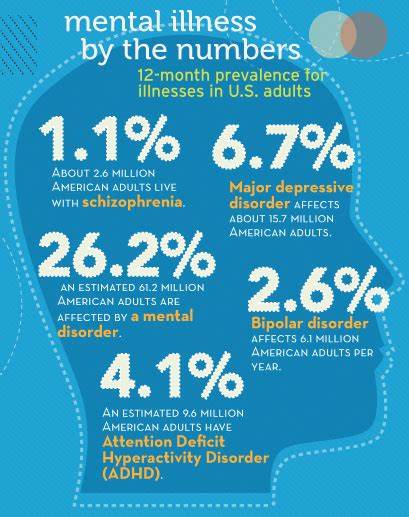 mental illness
by the numbers
12-month prevalence for
illnesses in U.S. adults
1.1%
About 2.6 million
American adults live
with schizophrenia.
6.7%
Major depressive
disorder affects
about 15.7 million
American adults.
26.2%
an estimated 61.2 million
American adults are
affected by a mental
disorder.
2.6%
Bipolar disorder
affects 6.1 million
American adults per
year.
4.1%
An estimated 9.6 million
American adults have
Attention Deficit
Hyperactivity Disorder
(ADHD).